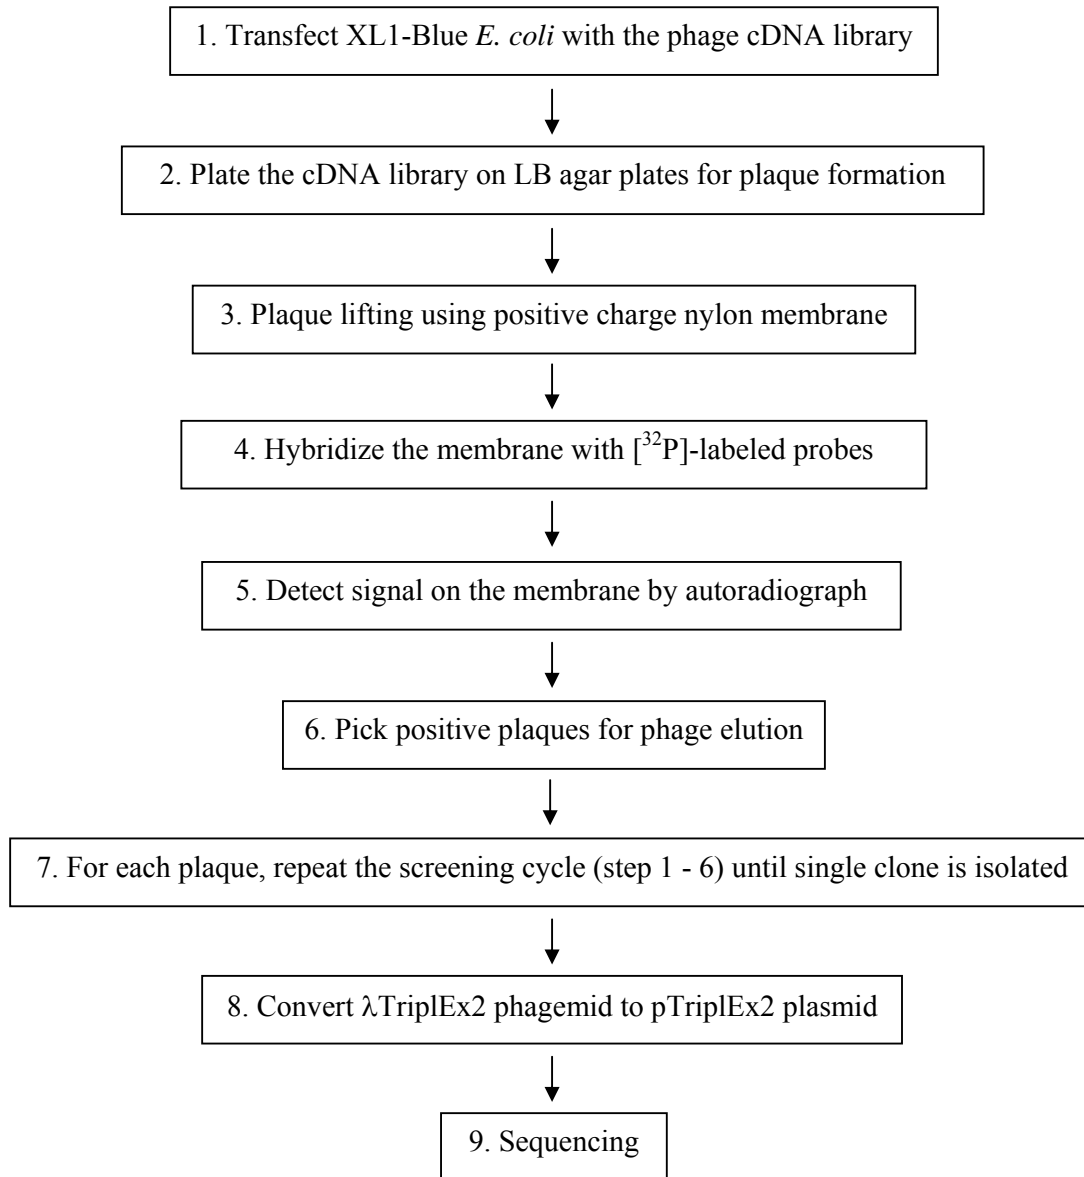 1. Transfect XL1-Blue E. coli with the phage cDNA library
2. Plate the cDNA library on LB agar plates for plaque formation
3. Plaque lifting using positive charge nylon membrane
4. Hybridize the membrane with [³²P]-labeled probes
5. Detect signal on the membrane by autoradiograph
6. Pick positive plaques for phage elution
7. For each plaque, repeat the screening cycle (step 1 - 6) until single clone is isolated
8. Convert λTriplEx2 phagemid to pTriplEx2 plasmid
9. Sequencing